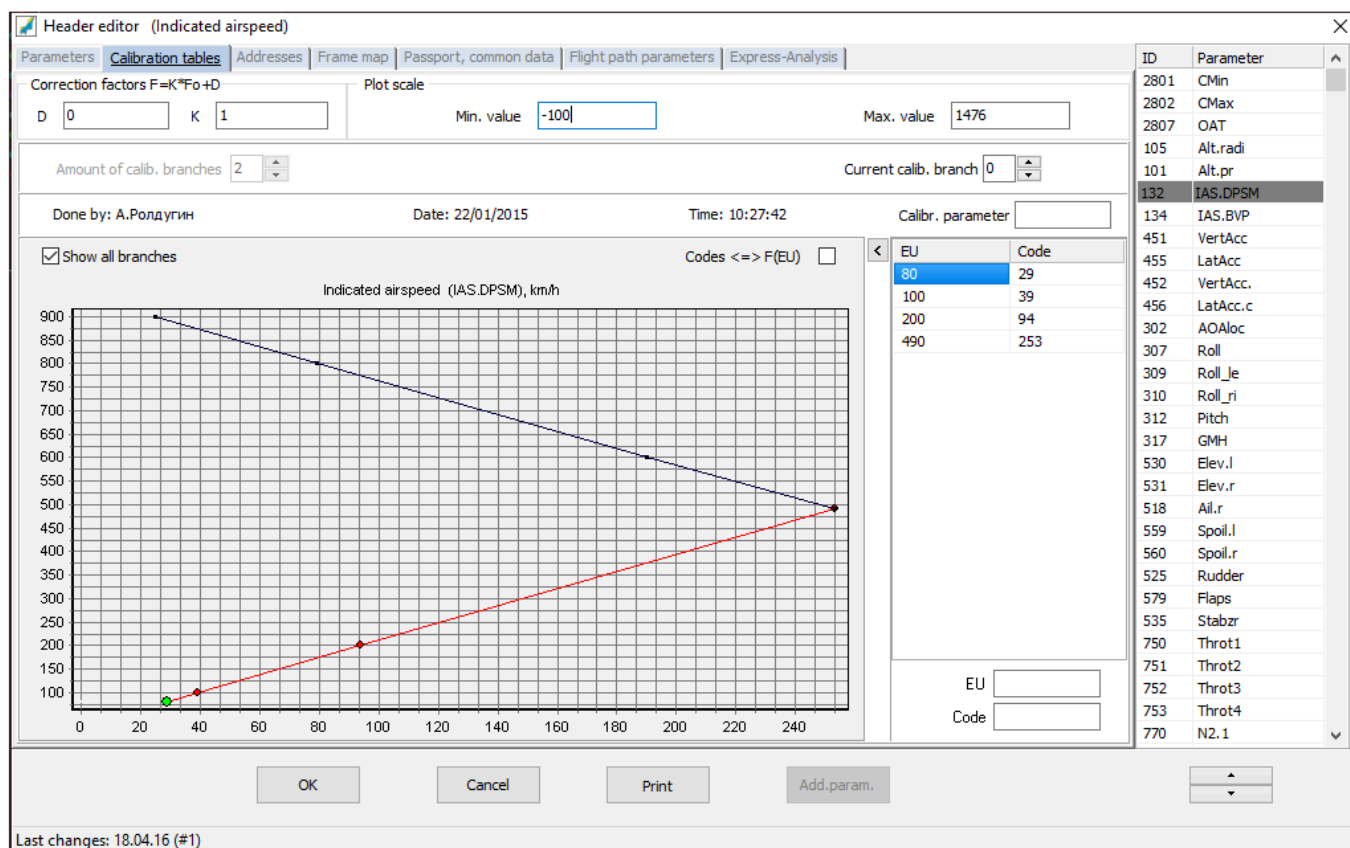 Header editor (Indicated airspeed)
Parameters Calibration tables Addresses Frame map Passport, common data Flight path parameters Express-Analysis
Correction factors F=K*Fo+D Plot scale
D 0 K 1 Min. value -100 Max. value 1476
Amount of calib. branches 2 Current calib. branch 0
Done by: А.Ролдугин Date: 22/01/2015 Time: 10:27:42 Calibr. parameter
Show all branches Codes <=> F(EU) <
Indicated airspeed (IAS.DPSM), km/h
900
850
800
750
700
650
600
550
500
450
400
350
300
250
200
150
100
0 20 40 60 80 100 120 140 160 180 200 220 240
EU Code
80 29
100 39
200 94
490 253
EU
Code
ID Parameter
2801 CMin
2802 CMax
2807 OAT
105 Alt.radi
101 Alt.pr
132 IAS.DPSM
134 IAS.BVP
451 VertAcc
455 LatAcc
452 VertAcc.
456 LatAcc.c
302 AOAloc
307 Roll
309 Roll_le
310 Roll_ri
312 Pitch
317 GMH
530 Elev.l
531 Elev.r
518 Ail.r
559 Spoil.l
560 Spoil.r
525 Rudder
579 Flaps
535 Stabzr
750 Throt1
751 Throt2
752 Throt3
753 Throt4
770 N2.1
OK Cancel Print Add.param.
Last changes: 18.04.16 (#1)